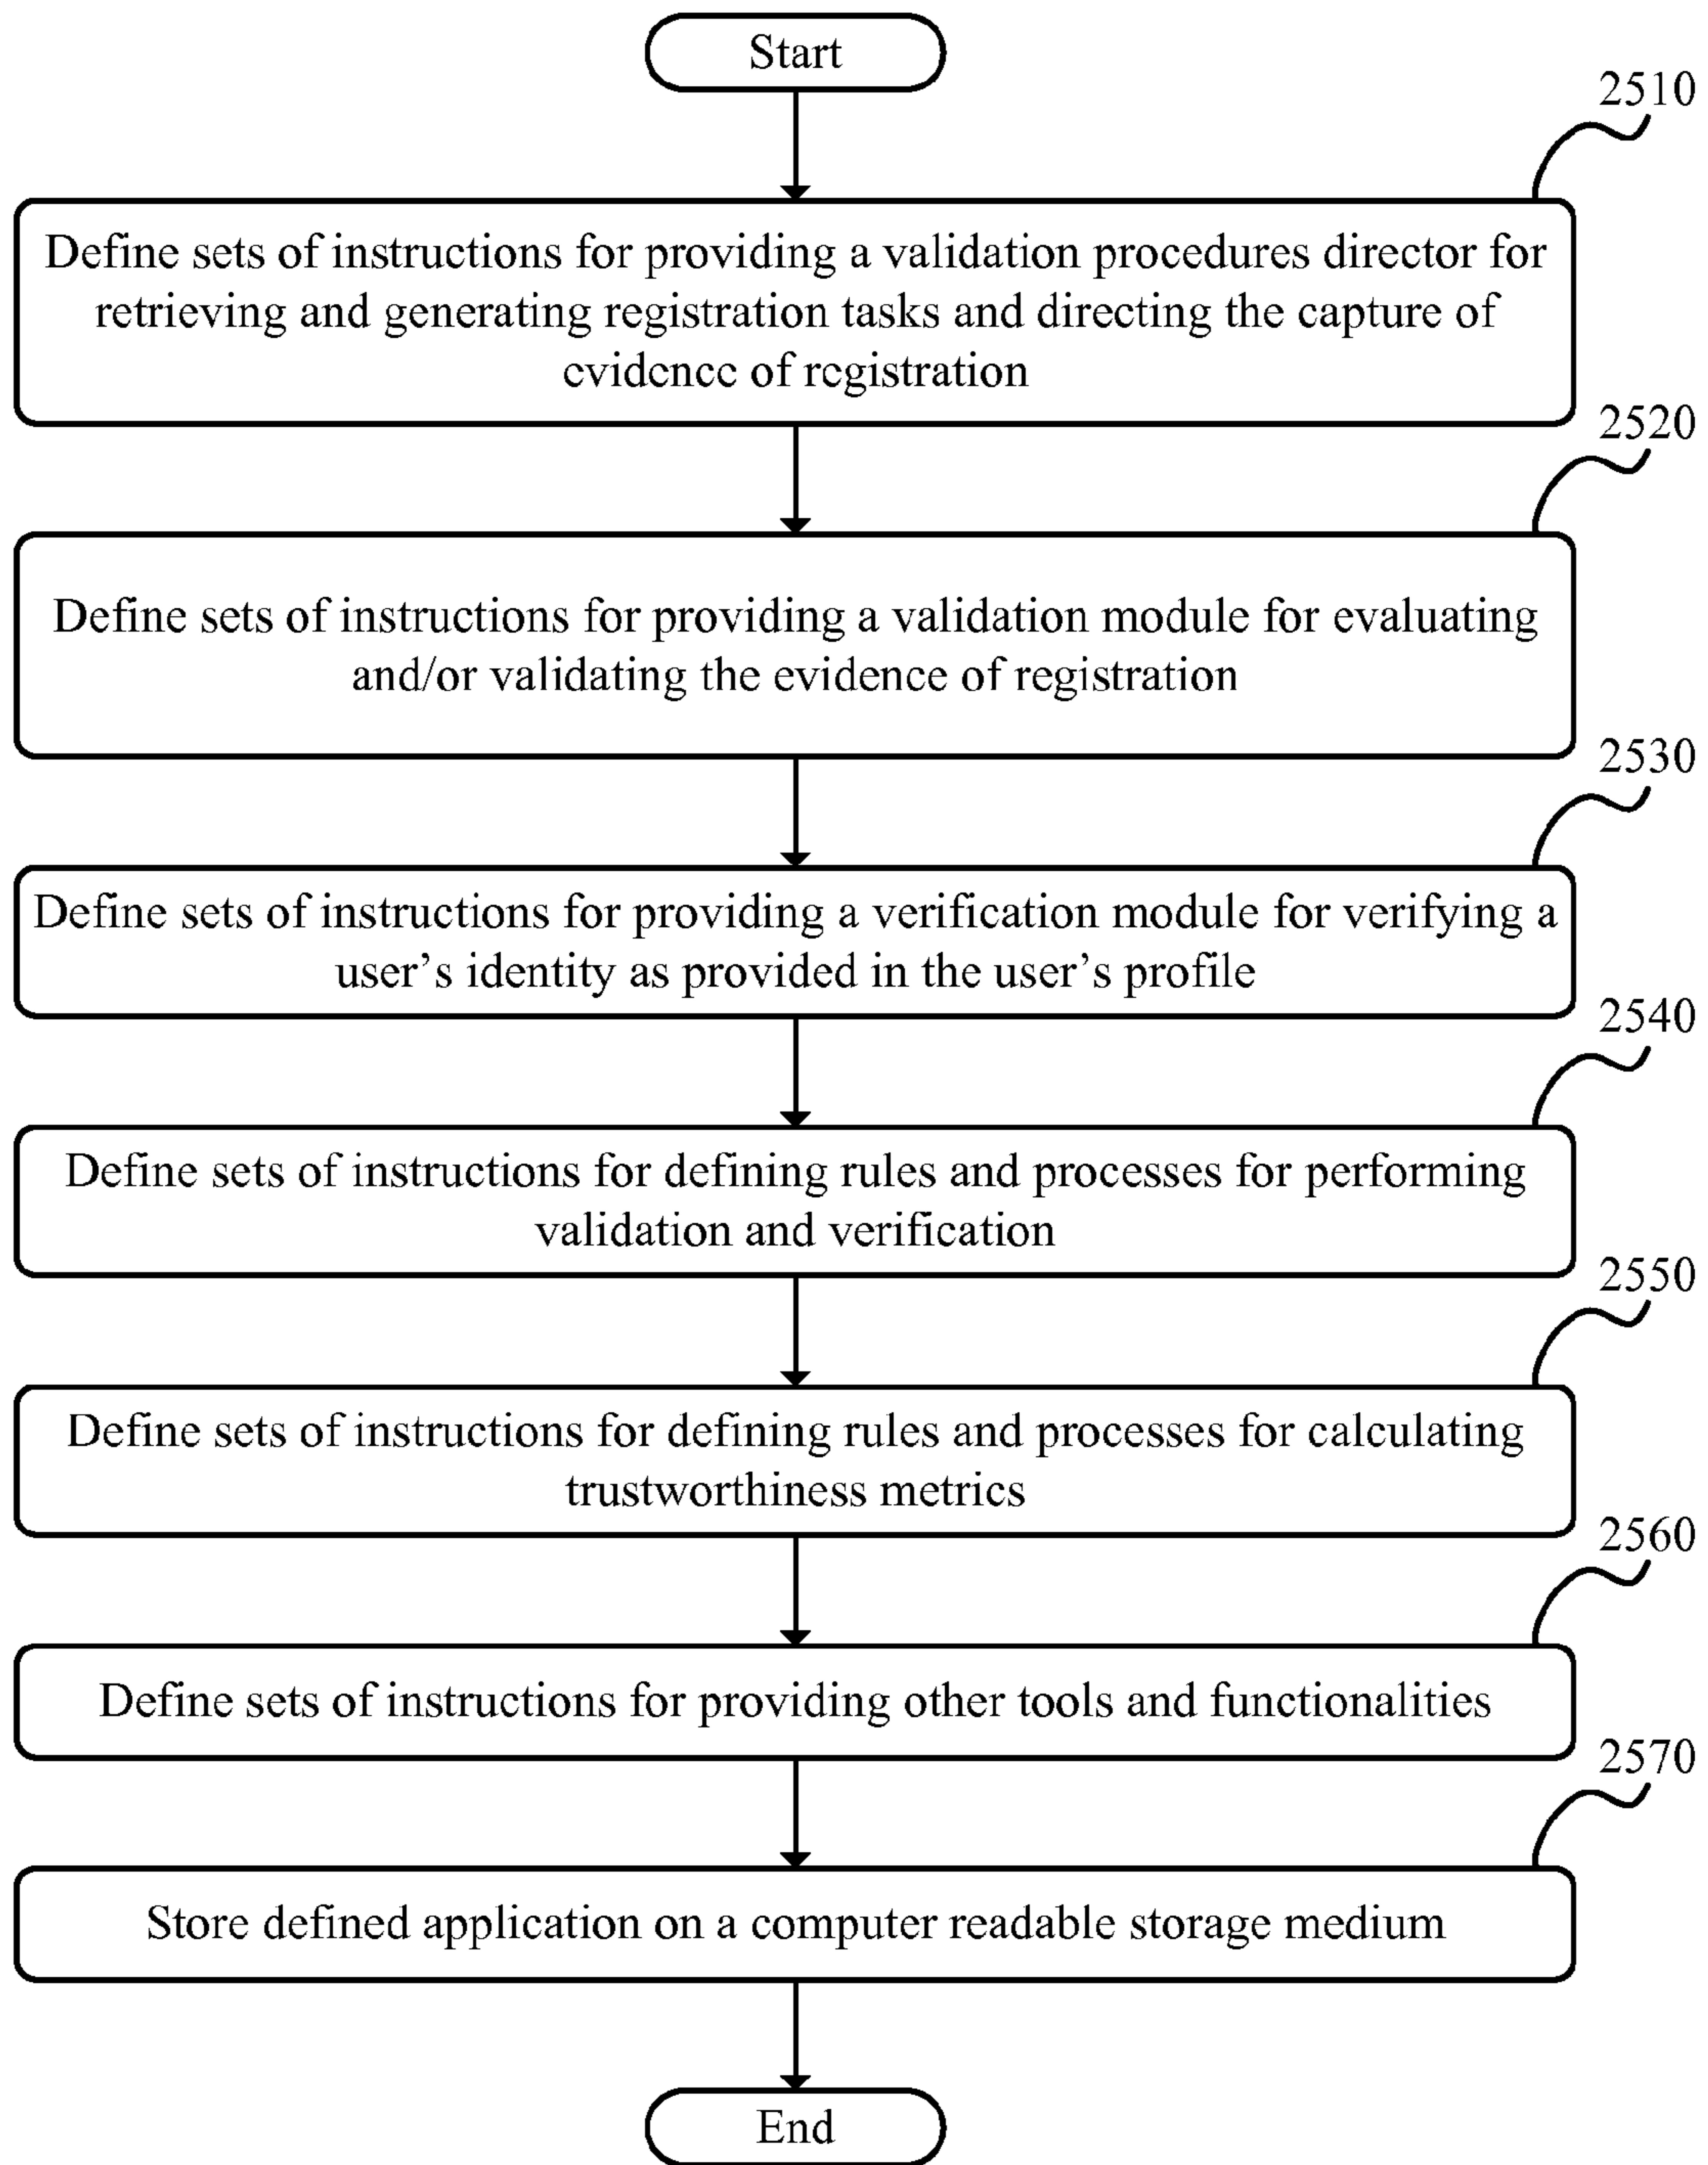 Start
2510
Define sets of instructions for providing a validation procedures director for
retrieving and generating registration tasks and directing the capture of
evidence of registration
2520
Define sets of instructions for providing a validation module for evaluating
and/or validating the evidence of registration
2530
Define sets of instructions for providing a verification module for verifying a
user’s identity as provided in the user’s profile
2540
Define sets of instructions for defining rules and processes for performing
validation and verification
2550
Define sets of instructions for defining rules and processes for calculating
trustworthiness metrics
2560
Define sets of instructions for providing other tools and functionalities
2570
Store defined application on a computer readable storage medium
End